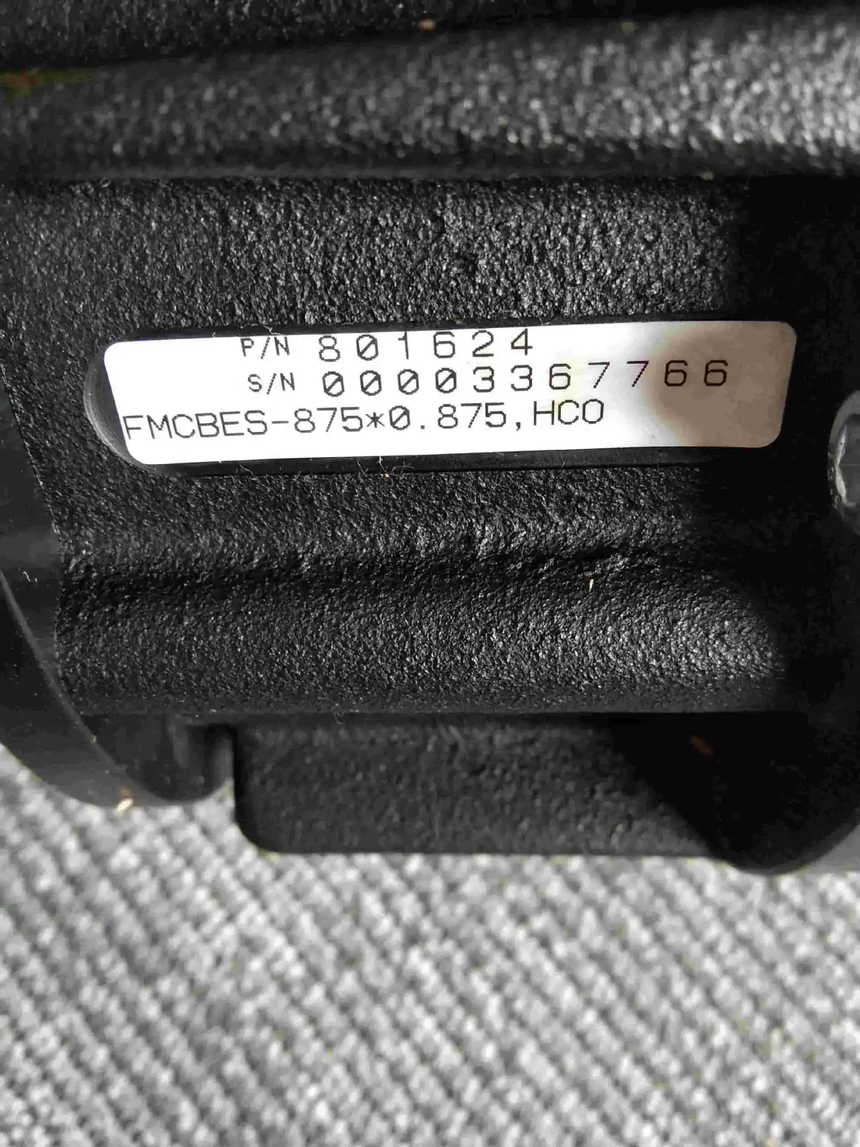 P/N 801624
S/N 00003367766
FMCBES-875*0.875,HCO